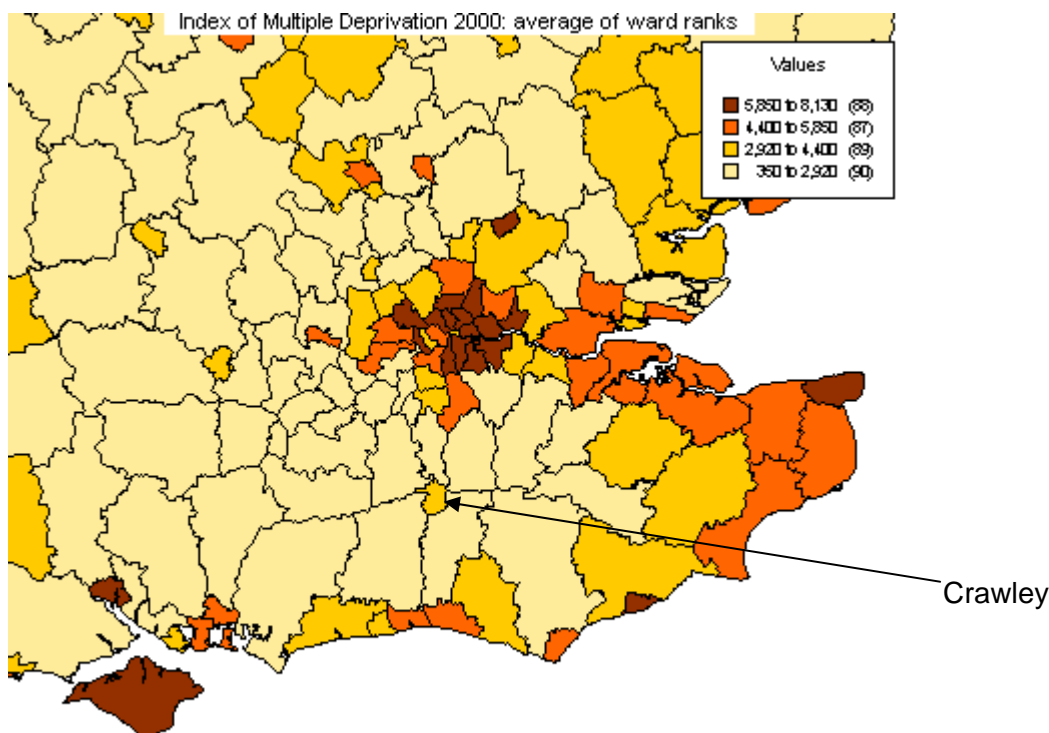 Index of Multiple Deprivation 2000: average of ward ranks
Values
5,850 to 8,130 (88)
4,400 to 5,850 (87)
2,920 to 4,400 (89)
350 to 2,920 (90)
Crawley